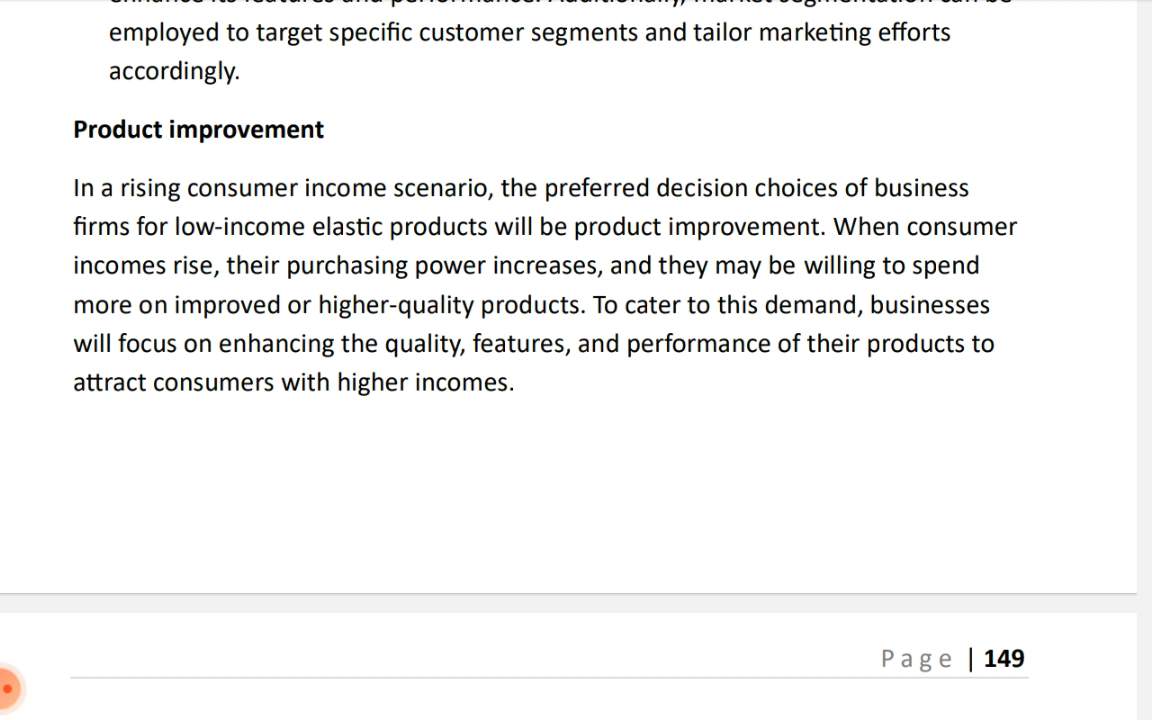 employed to target specific customer segments and tailor marketing efforts
accordingly.
Product improvement
In a rising consumer income scenario, the preferred decision choices of business
firms for low-income elastic products will be product improvement. When consumer
incomes rise, their purchasing power increases, and they may be willing to spend
more on improved or higher-quality products. To cater to this demand, businesses
will focus on enhancing the quality, features, and performance of their products to
attract consumers with higher incomes.
Page | 149